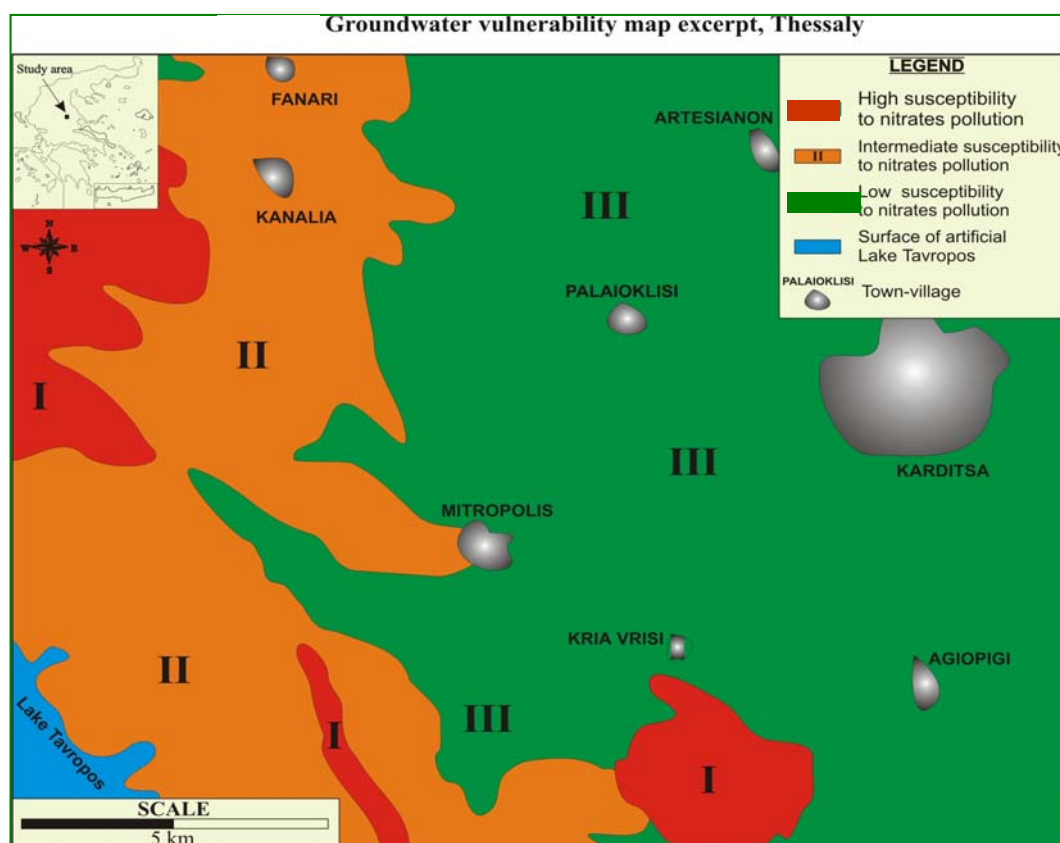 Groundwater vulnerability map excerpt, Thessaly
Study area
N
W E
S
LEGEND
High susceptibility
to nitrates pollution
II
Intermediate susceptibility
to nitrates pollution
Low susceptibility
to nitrates pollution
Surface of artificial
Lake Tavropos
PALAIOKLISI
Town-village
FANARI
ARTESIANON
KANALIA
III
PALAIOKLISI
II
I
III
KARDITSA
MITROPOLIS
KRIA VRISI
AGIOPIGI
II
III
I
I
Lake Tavropos
SCALE
5 km